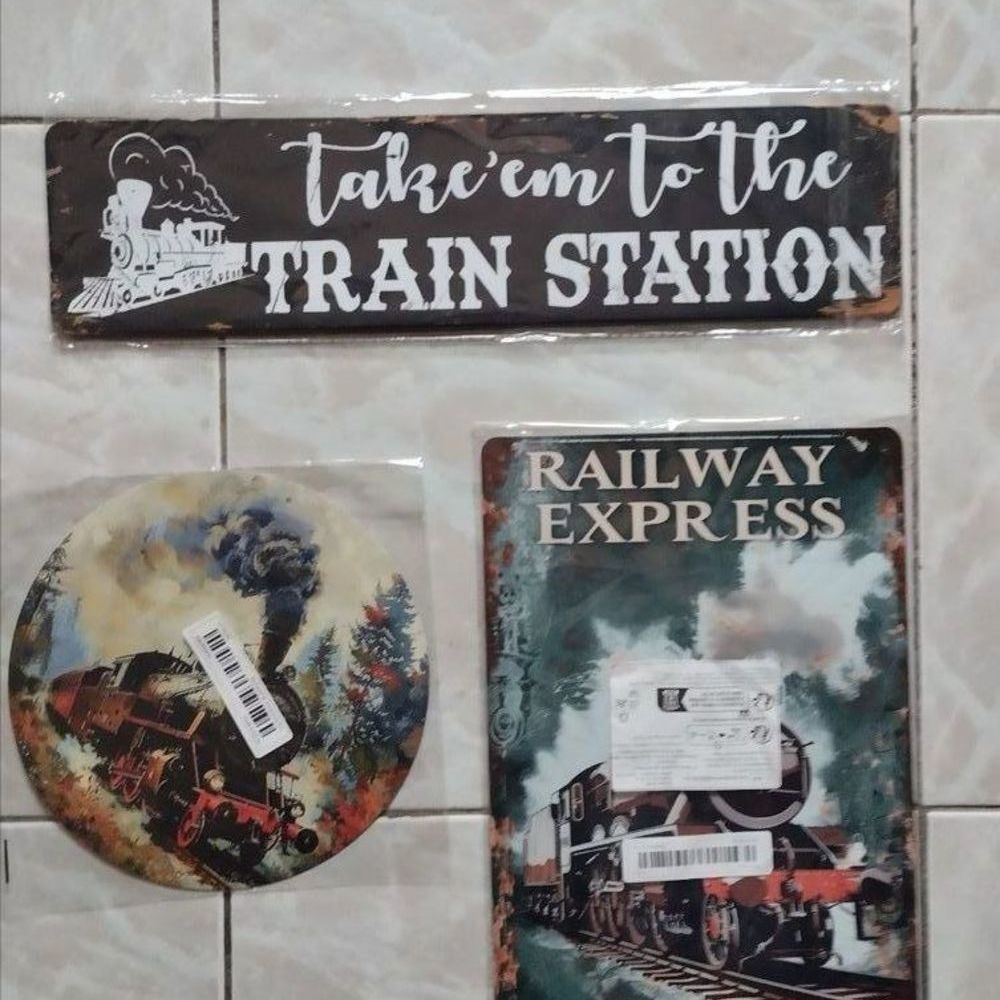 take'em to the
TRAIN STATION
RAILWAY
EXPRESS